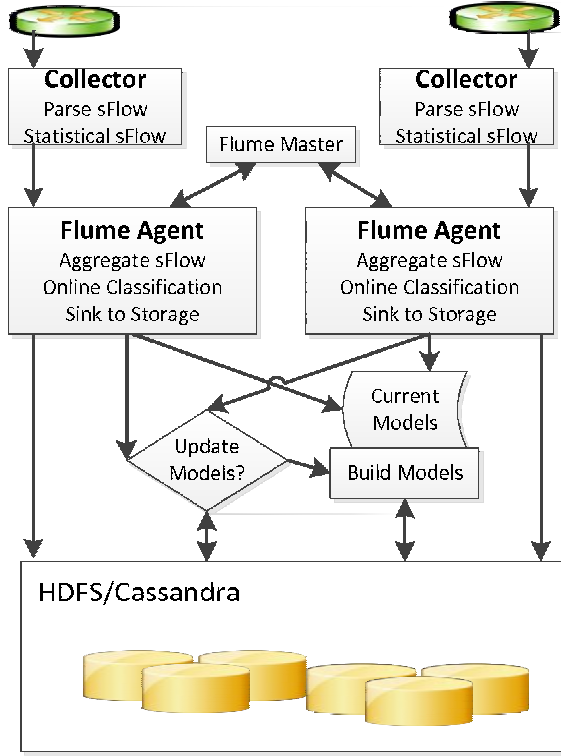 Collector
Parse sFlow
Statistical sFlow
Collector
Parse sFlow
Statistical sFlow
Flume Master
Flume Agent
Aggregate sFlow
Online Classification
Sink to Storage
Flume Agent
Aggregate sFlow
Online Classification
Sink to Storage
Current
Models
Update
Models?
Build Models
HDFS/Cassandra